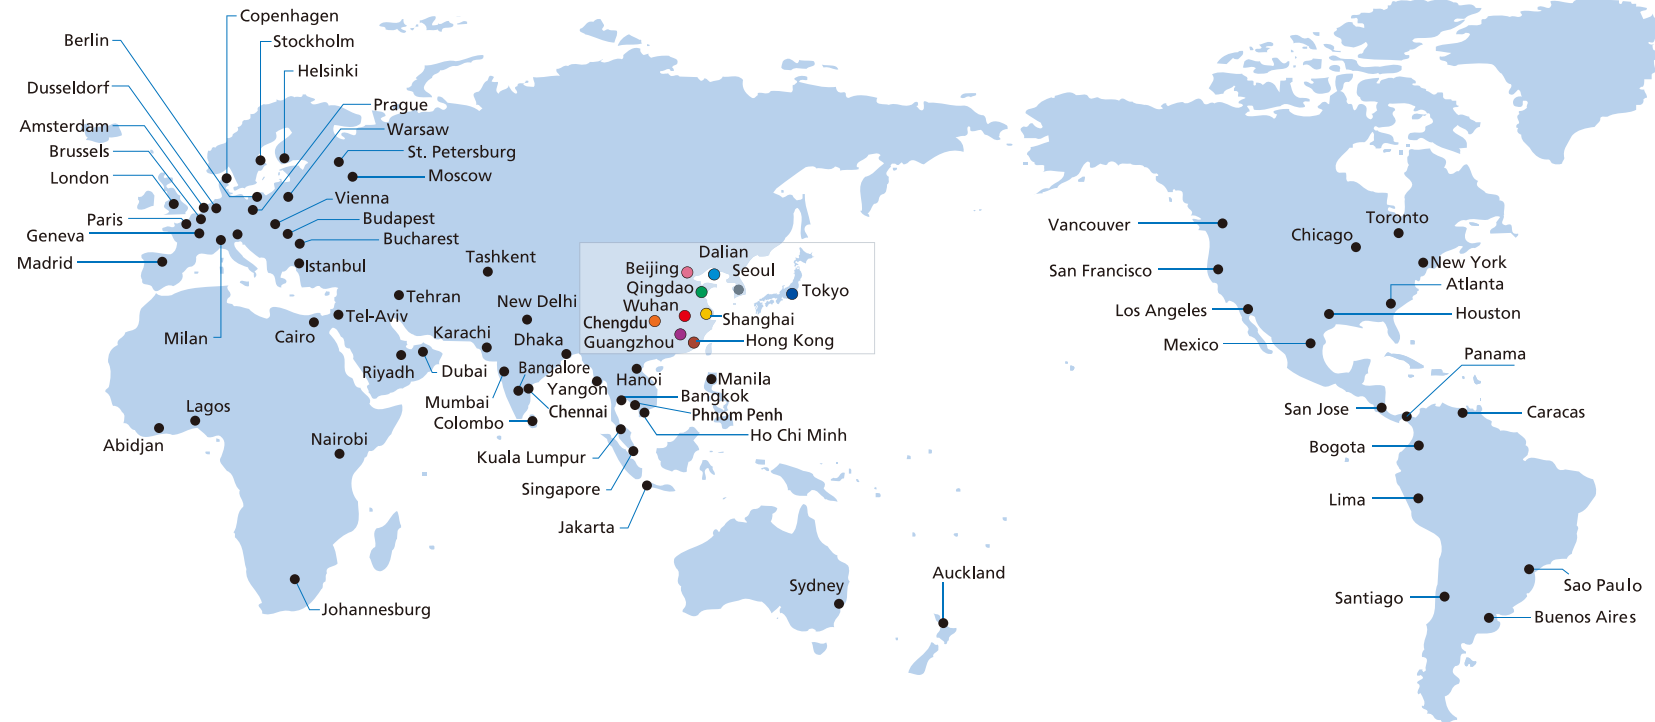 Copenhagen
Berlin
Stockholm
Helsinki
Dusseldorf
Prague
Amsterdam
Warsaw
Brussels
St. Petersburg
London
Moscow
Vienna
Paris
Budapest
Geneva
Bucharest
Madrid
Istanbul
Milan
Tashkent
Tehran
New Delhi
Tel-Aviv
Cairo
Karachi
Dhaka
Riyadh
Dubai
Bangalore
Mumbai
Yangon
Chennai
Colombo
Lagos
Abidjan
Nairobi
Johannesburg
Dalian
Beijing
Seoul
Qingdao
Tokyo
Wuhan
Chengdu
Shanghai
Guangzhou
Hong Kong
Hanoi
Manila
Bangkok
Phnom Penh
Ho Chi Minh
Kuala Lumpur
Singapore
Jakarta
Sydney
Auckland
Vancouver
Toronto
Chicago
San Francisco
New York
Atlanta
Los Angeles
Houston
Mexico
Panama
San Jose
Caracas
Bogota
Lima
Sao Paulo
Santiago
Buenos Aires